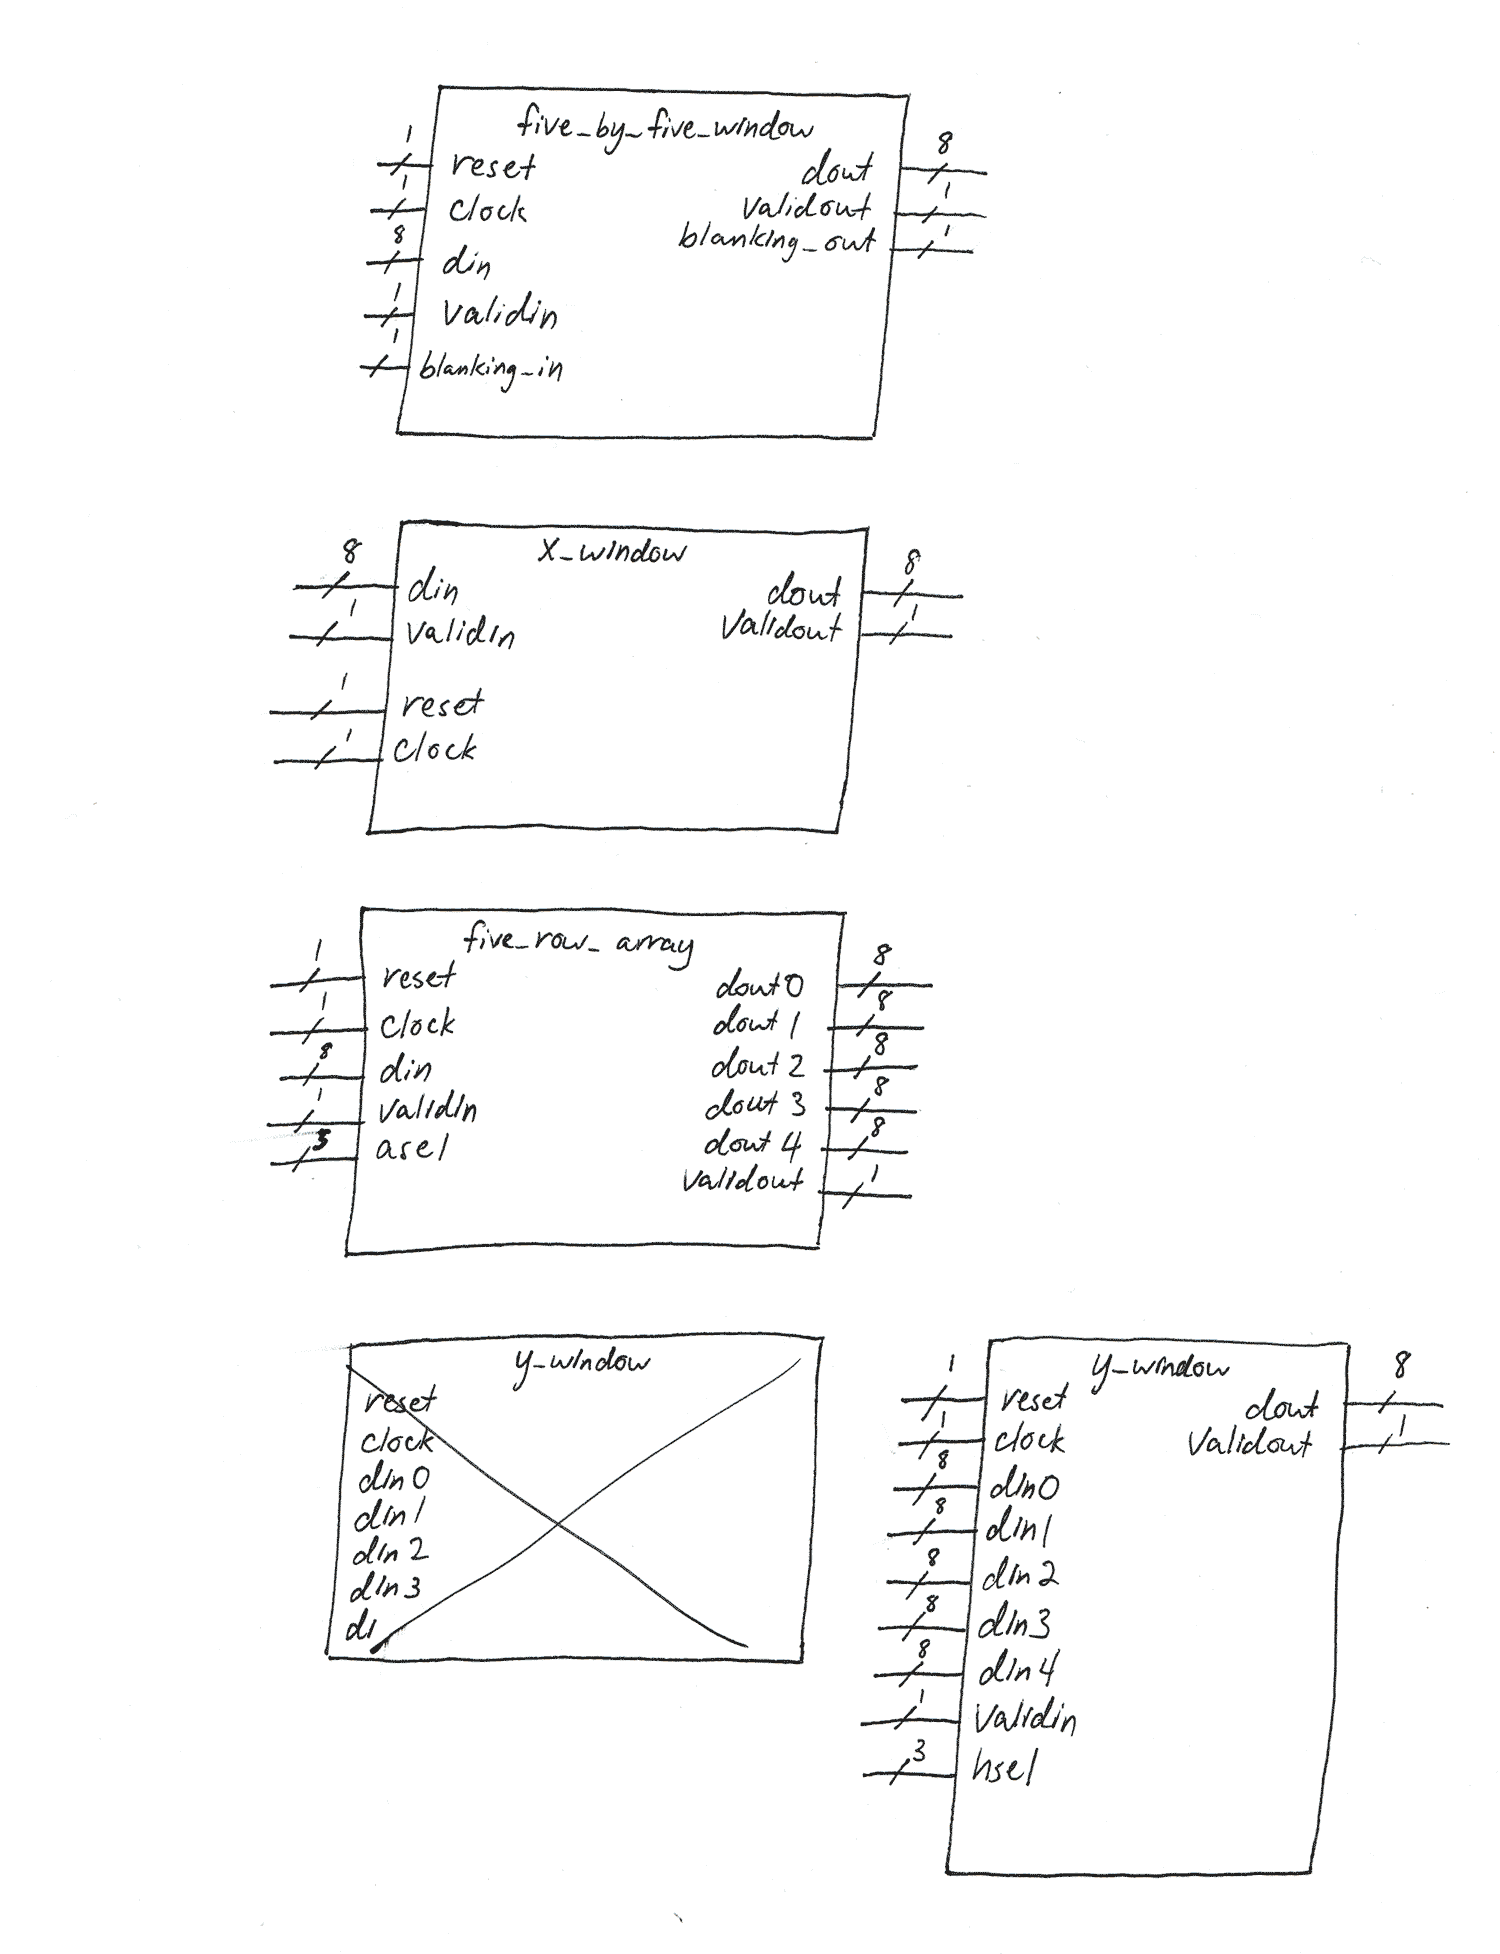 five_by_five_window
1 reset dout 8
1 clock validout 1
8 din blanking_out 1
1 validin
1 blanking_in
x_window
8 din dout 8
1 validin validout 1
1 reset
1 clock
five_row_array
1 reset dout0 8
1 clock dout1 8
8 din dout2 8
1 validin dout3 8
asel dout4 8
validout 1
y_window
reset
clock
din0
din1
din2
din3
di
y_window
1 reset dout 8
1 clock validout 1
8 din0
8 din1
8 din2
8 din3
8 din4
1 validin
3 hsel